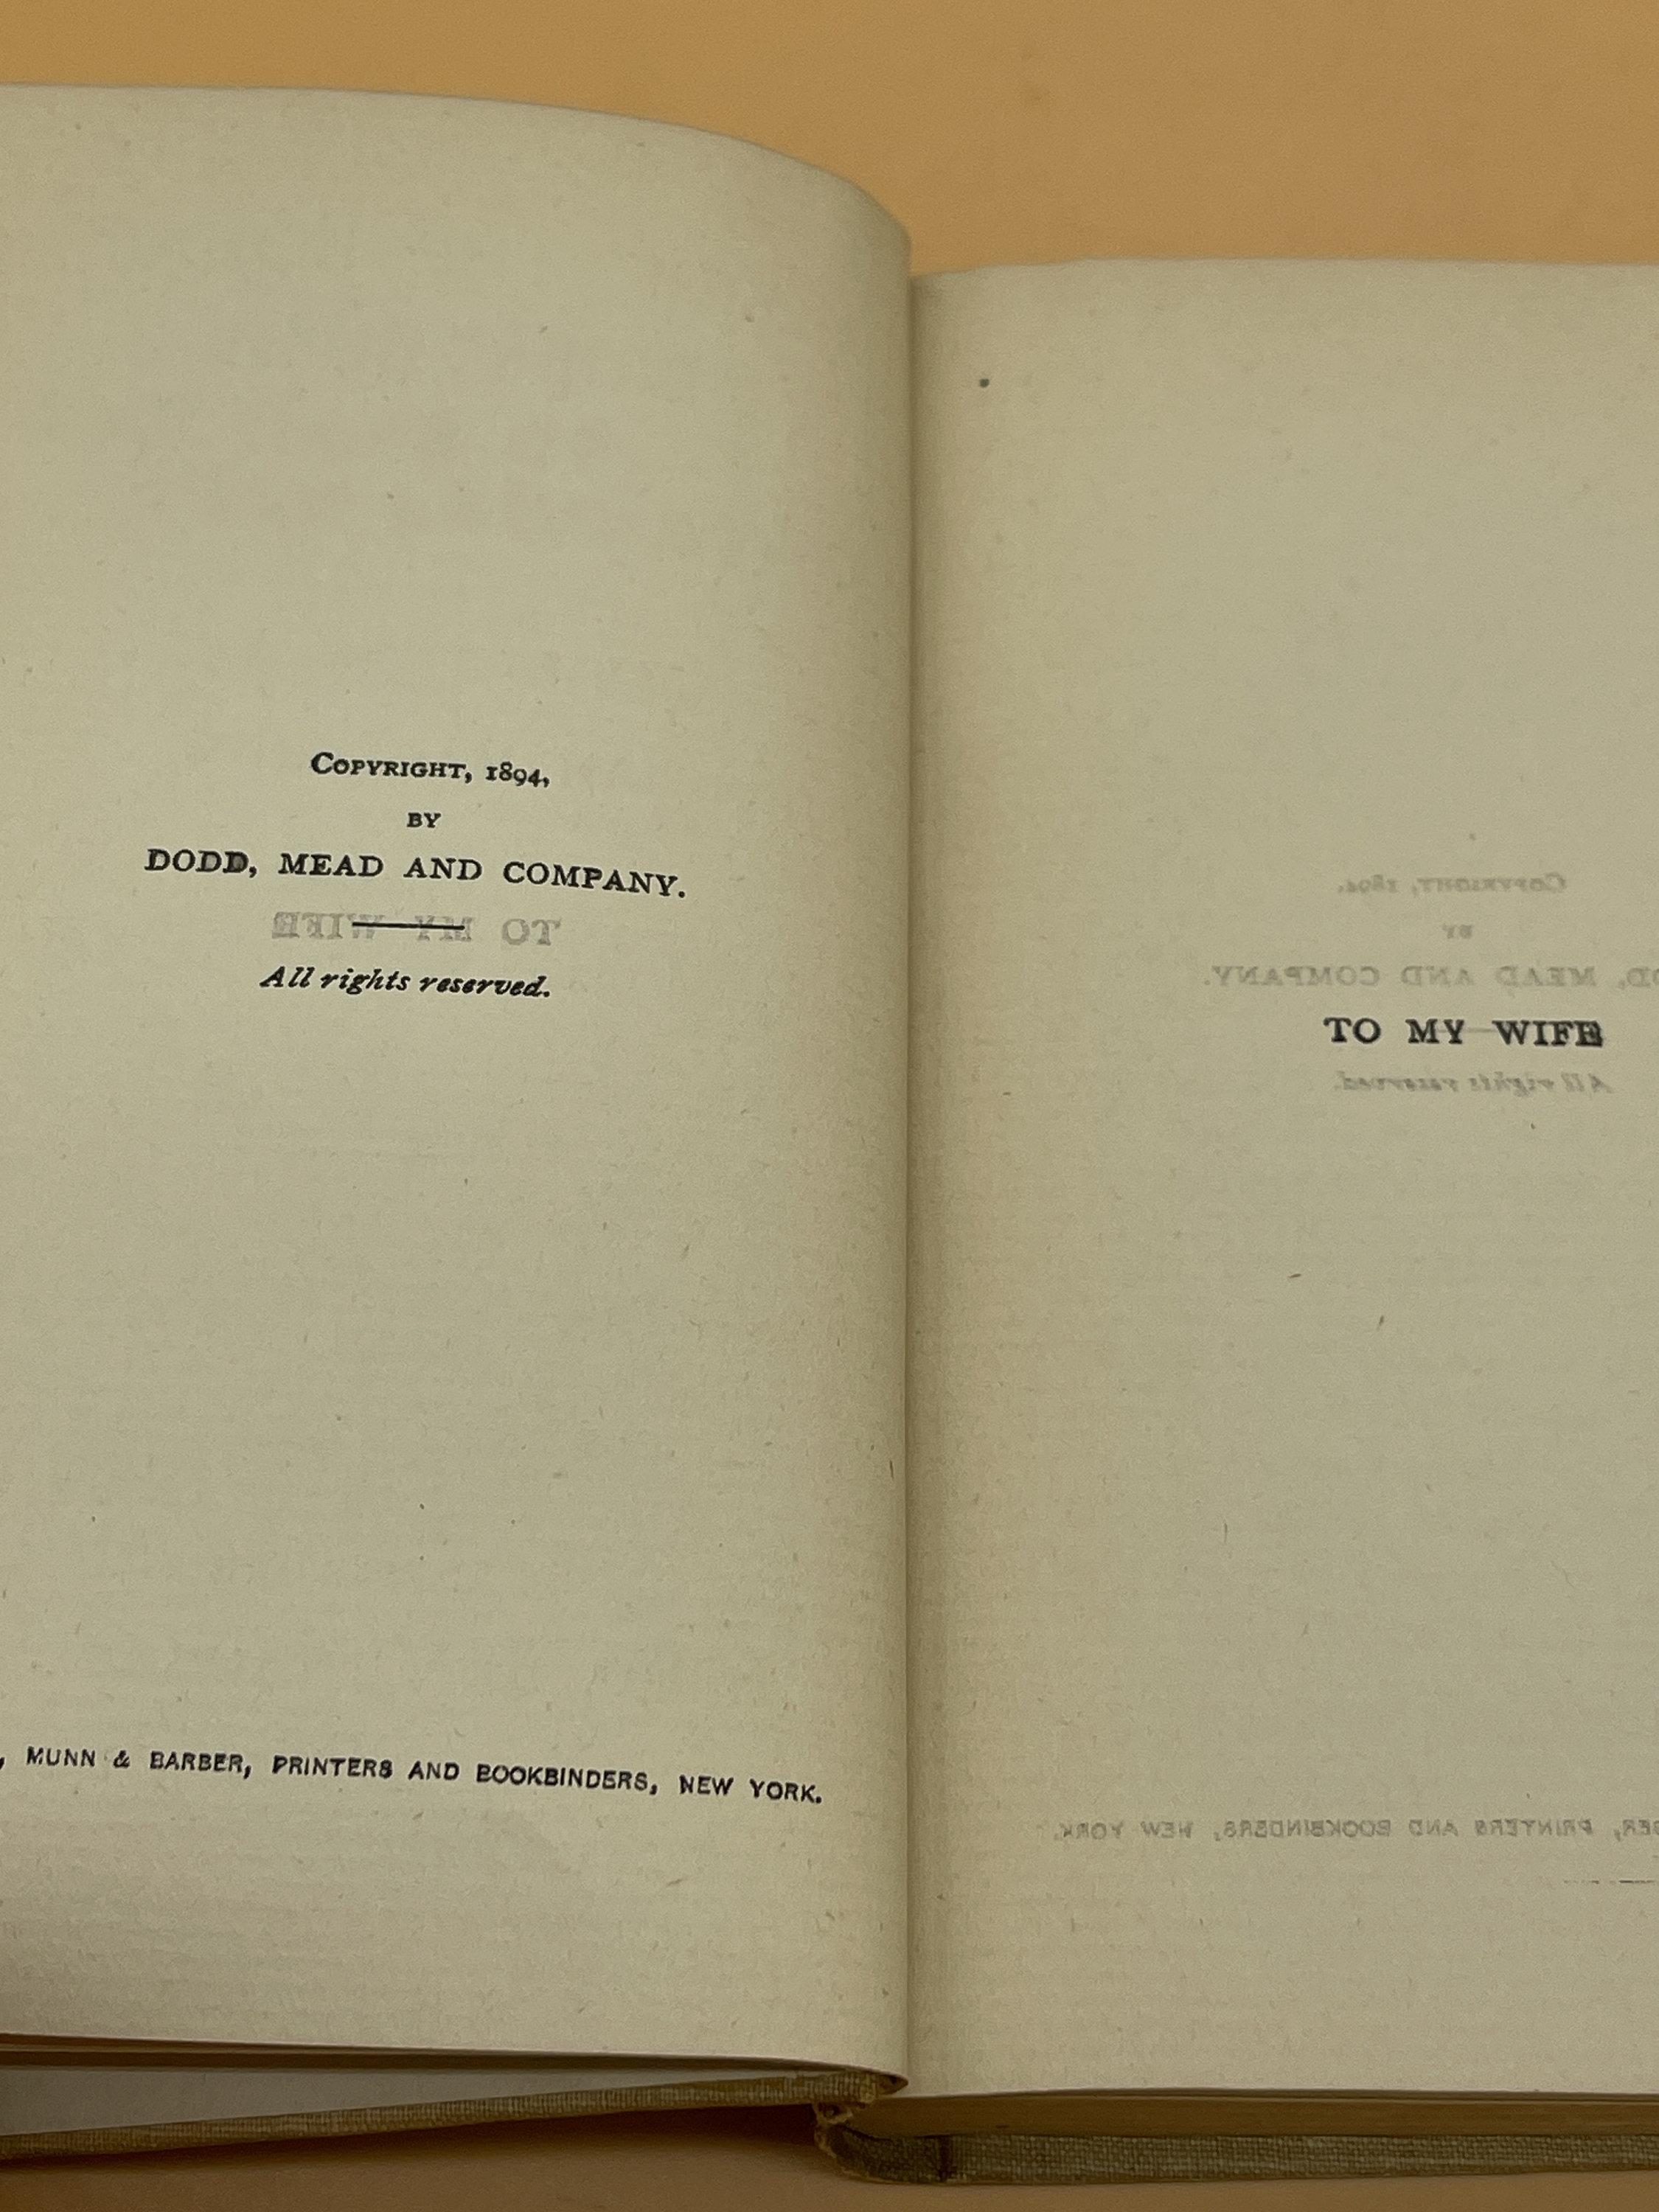 COPYRIGHT, 1894,
BY
DODD, MEAD AND COMPANY.
All rights reserved.
, MUNN & BARBER, PRINTERS AND BOOKBINDERS, NEW YORK.
TO MY WIFE